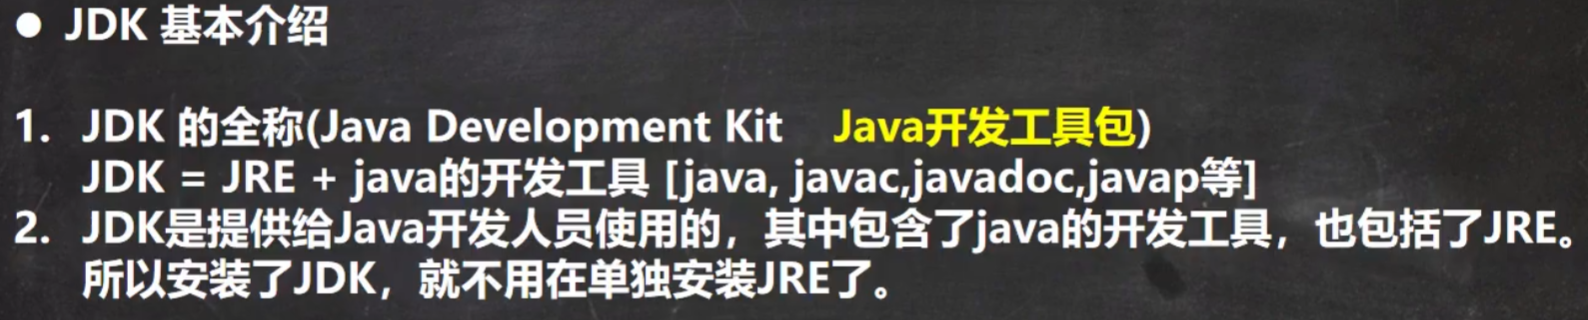 ● JDK 基本介绍
1. JDK 的全称(Java Development Kit Java开发工具包)
JDK = JRE + java的开发工具 [java, javac,javadoc,javap等]
2. JDK是提供给Java开发人员使用的，其中包含了java的开发工具，也包括了JRE。
所以安装了JDK，就不用在单独安装JRE了。